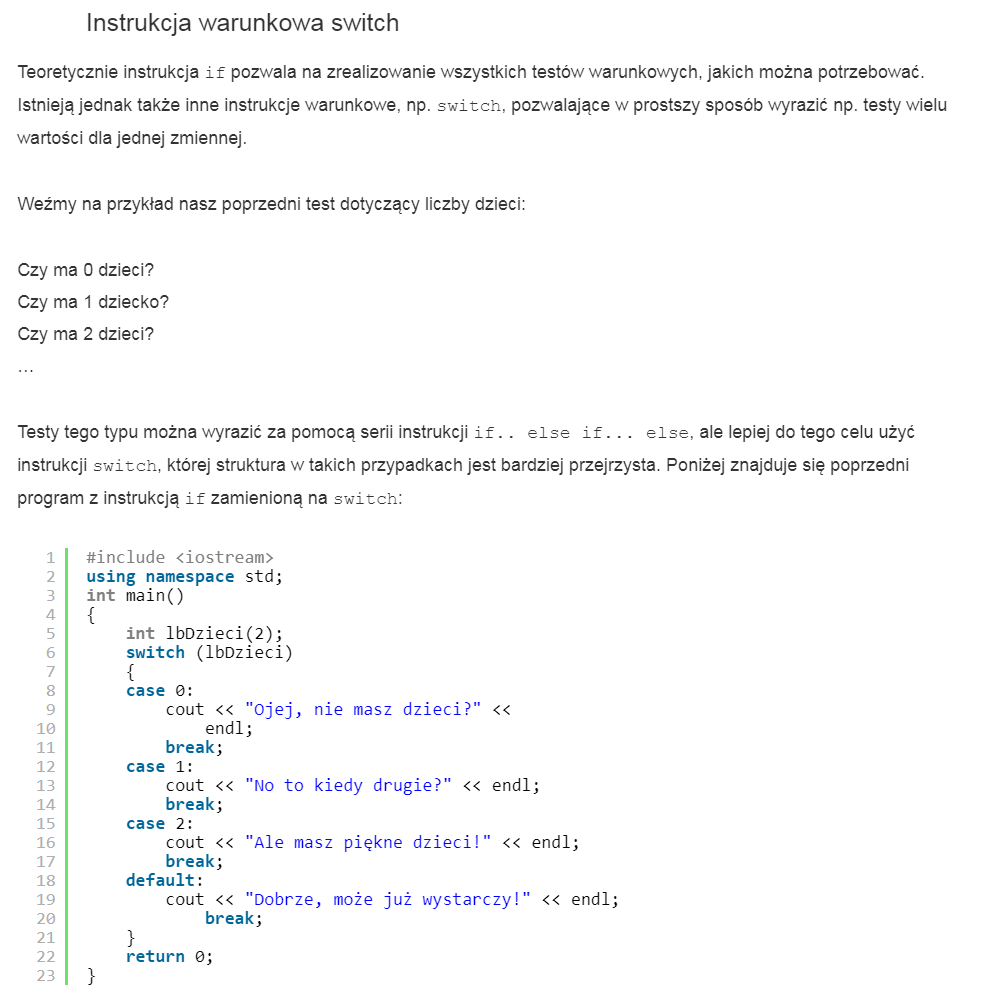 Instrukcja warunkowa switch
Teoretycznie instrukcja if pozwala na zrealizowanie wszystkich testów warunkowych, jakich można potrzebować.
Istnieją jednak także inne instrukcje warunkowe, np. switch, pozwalające w prostszy sposób wyrazić np. testy wielu
wartości dla jednej zmiennej.
Weźmy na przykład nasz poprzedni test dotyczący liczby dzieci:
Czy ma 0 dzieci?
Czy ma 1 dziecko?
Czy ma 2 dzieci?
…
Testy tego typu można wyrazić za pomocą serii instrukcji if.. else if... else, ale lepiej do tego celu użyć
instrukcji switch, której struktura w takich przypadkach jest bardziej przejrzysta. Poniżej znajduje się poprzedni
program z instrukcją if zamienioną na switch:
1 #include <iostream>
2 using namespace std;
3 int main()
4 {
5     int lbDzieci(2);
6     switch (lbDzieci)
7     {
8     case 0:
9         cout << "Ojej, nie masz dzieci?" <<
10             endl;
11         break;
12     case 1:
13         cout << "No to kiedy drugie?" << endl;
14         break;
15     case 2:
16         cout << "Ale masz piękne dzieci!" << endl;
17         break;
18     default:
19         cout << "Dobrze, może już wystarczy!" << endl;
20             break;
21     }
22     return 0;
23 }